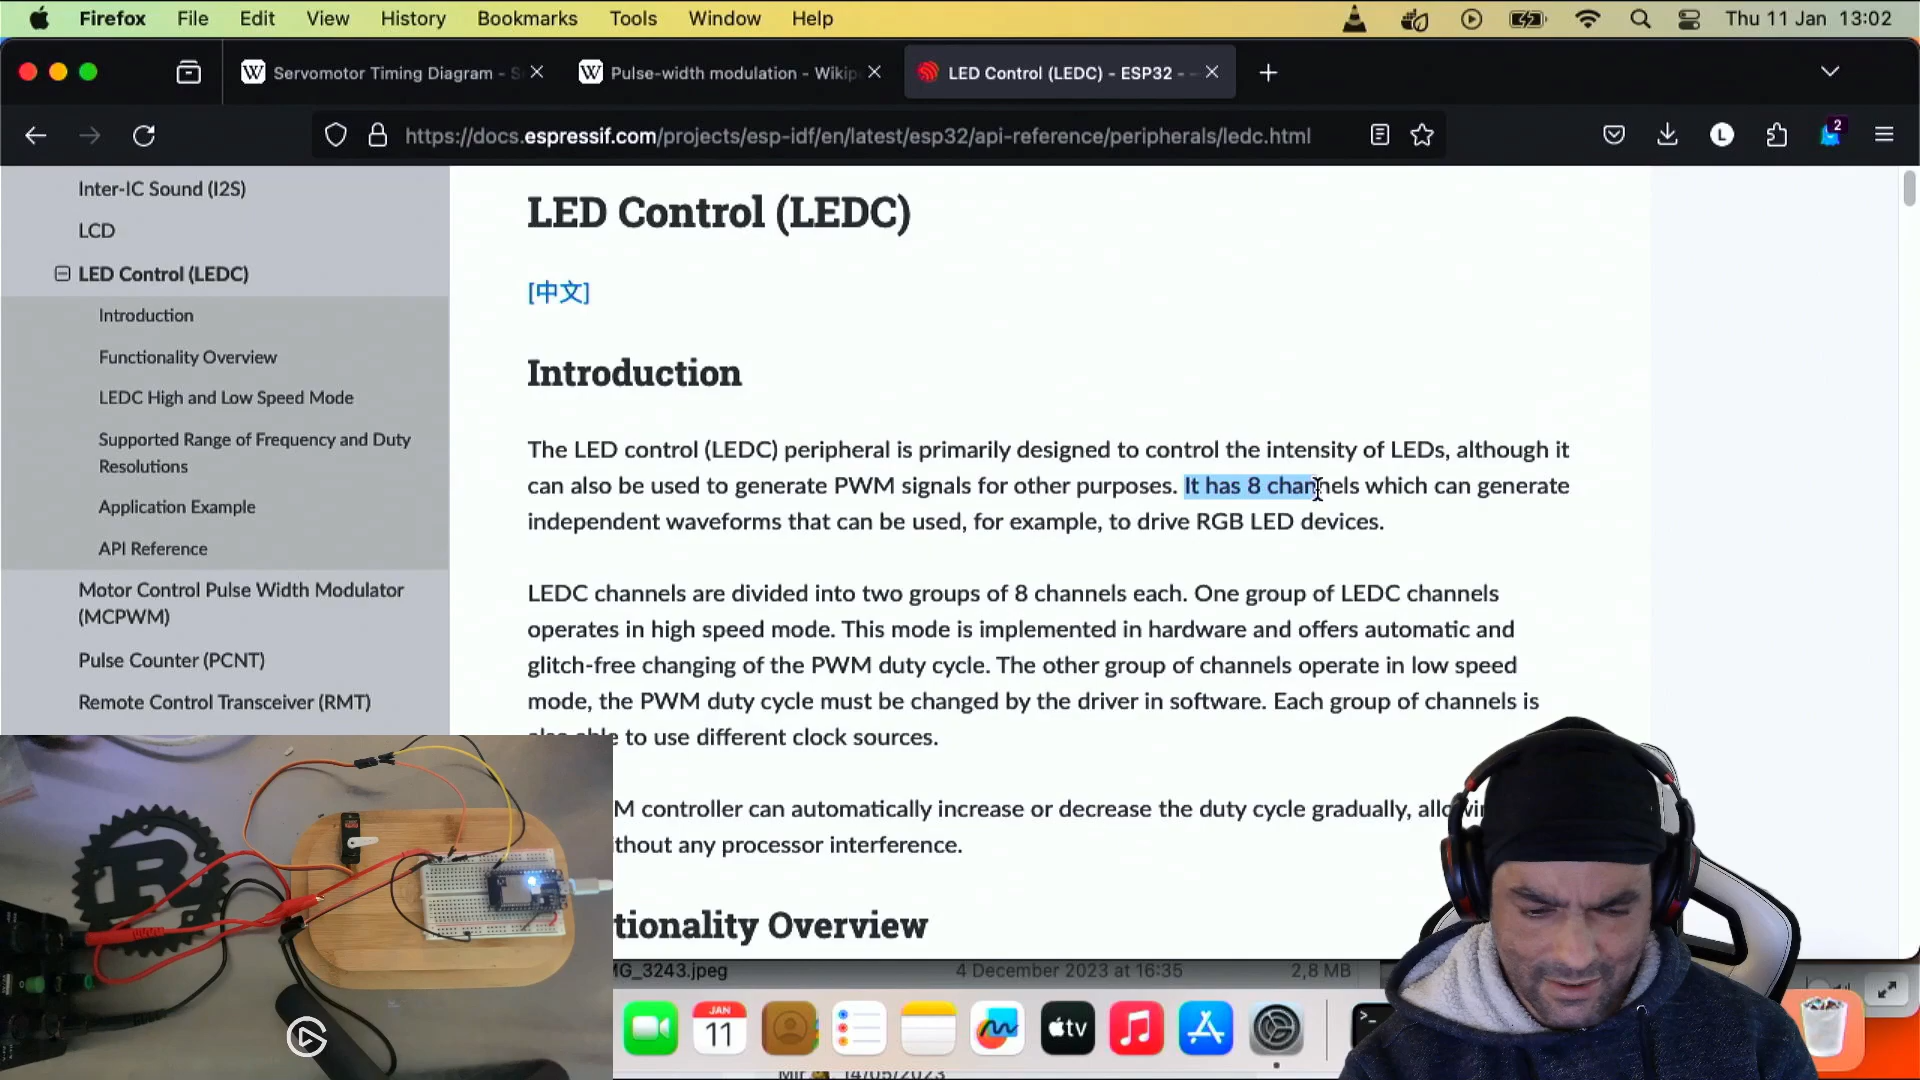 Firefox File Edit View History Bookmarks Tools Window Help Thu 11 Jan 13:02
Servomotor Timing Diagram - Pulse-width modulation - Wikip LED Control (LEDC) - ESP32 -
https://docs.espressif.com/projects/esp-idf/en/latest/esp32/api-reference/peripherals/ledc.html L 2
Inter-IC Sound (I2S)
LCD
LED Control (LEDC)
Introduction
Functionality Overview
LEDC High and Low Speed Mode
Supported Range of Frequency and Duty
Resolutions
Application Example
API Reference
Motor Control Pulse Width Modulator
(MCPWM)
Pulse Counter (PCNT)
Remote Control Transceiver (RMT)
LED Control (LEDC)
[中文]
Introduction
The LED control (LEDC) peripheral is primarily designed to control the intensity of LEDs, although it
can also be used to generate PWM signals for other purposes. It has 8 channels which can generate
independent waveforms that can be used, for example, to drive RGB LED devices.
LEDC channels are divided into two groups of 8 channels each. One group of LEDC channels
operates in high speed mode. This mode is implemented in hardware and offers automatic and
glitch-free changing of the PWM duty cycle. The other group of channels operate in low speed
mode, the PWM duty cycle must be changed by the driver in software. Each group of channels is
to use different clock sources.
M controller can automatically increase or decrease the duty cycle gradually,
ithout any processor interference.
tionality Overview
MG_3243.jpeg 4 December 2023 at 16:35 2,8 MB
JAN
11
tv
14/05/2023
R